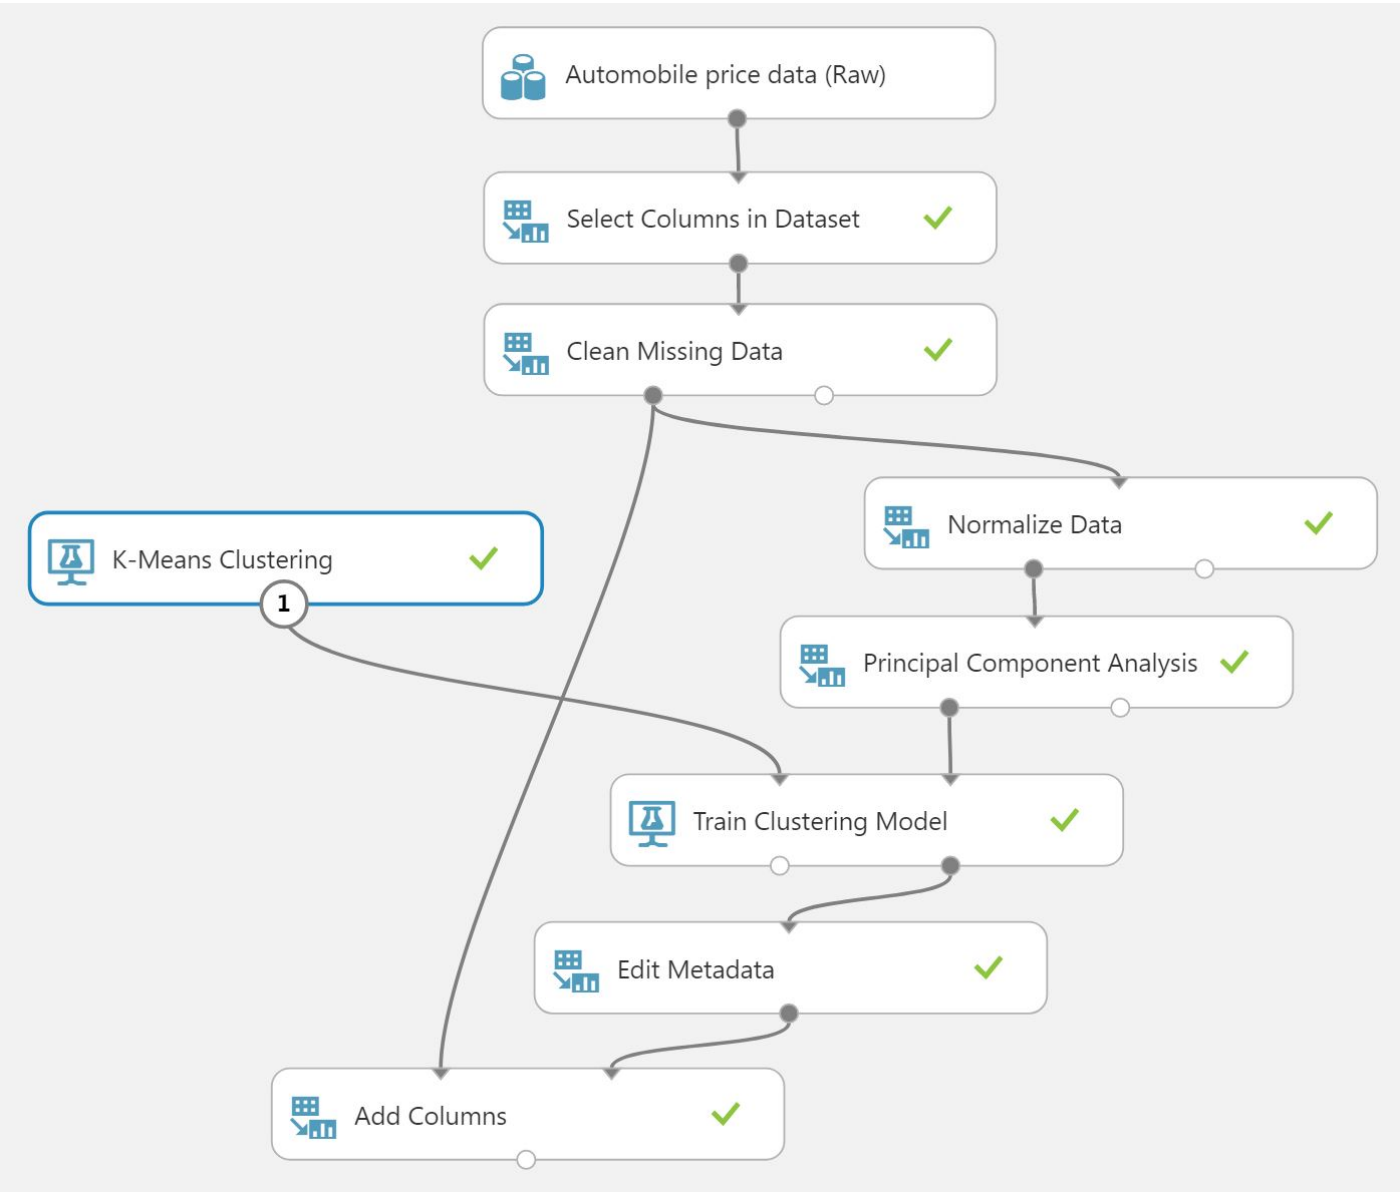 Automobile price data (Raw)
Select Columns in Dataset
Clean Missing Data
Normalize Data
K-Means Clustering
1
Principal Component Analysis
Train Clustering Model
Edit Metadata
Add Columns